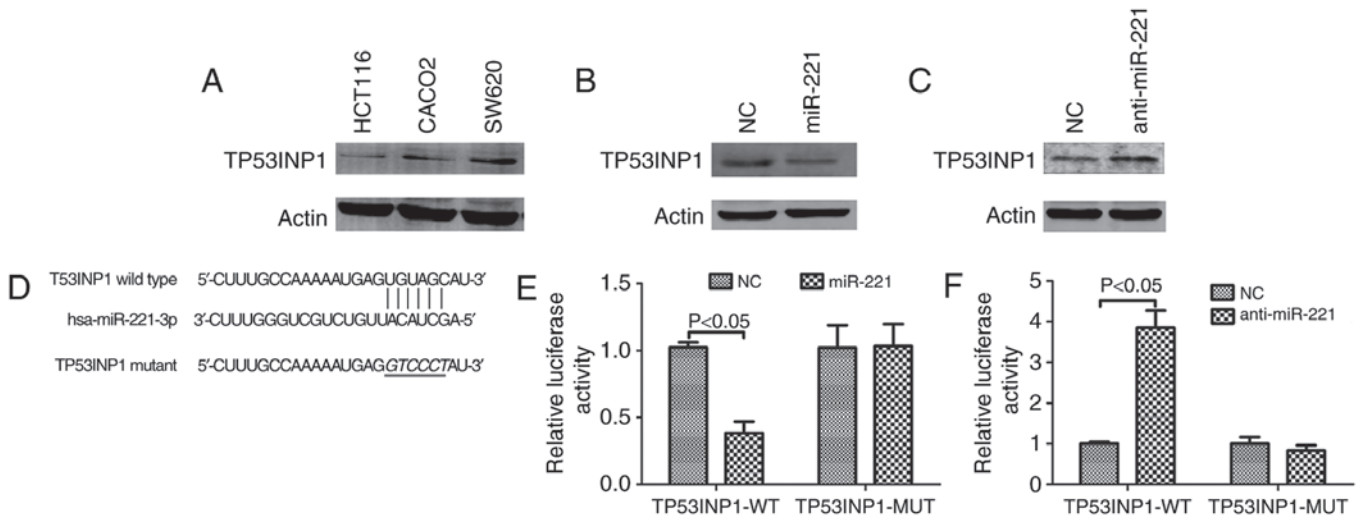 A
HCT116
CACO2
SW620
TP53INP1
Actin
B
NC
miR-221
TP53INP1
Actin
C
NC
anti-miR-221
TP53INP1
Actin
D
T53INP1 wild type 5′-CUUUGCCAAAAAUGAGUGUAGCAU-3′
hsa-miR-221-3p 3′-CUUUGGGUCGUCUGUUACAUCGA-5′
TP53INP1 mutant 5′-CUUUGCCAAAAAUGAGGTCCCTAU-3′
E
Relative luciferase activity
1.5
1.0
0.5
0.0
NC
miR-221
P<0.05
TP53INP1-WT
TP53INP1-MUT
F
Relative luciferase activity
5
4
3
2
1
0
P<0.05
NC
anti-miR-221
TP53INP1-WT
TP53INP1-MUT